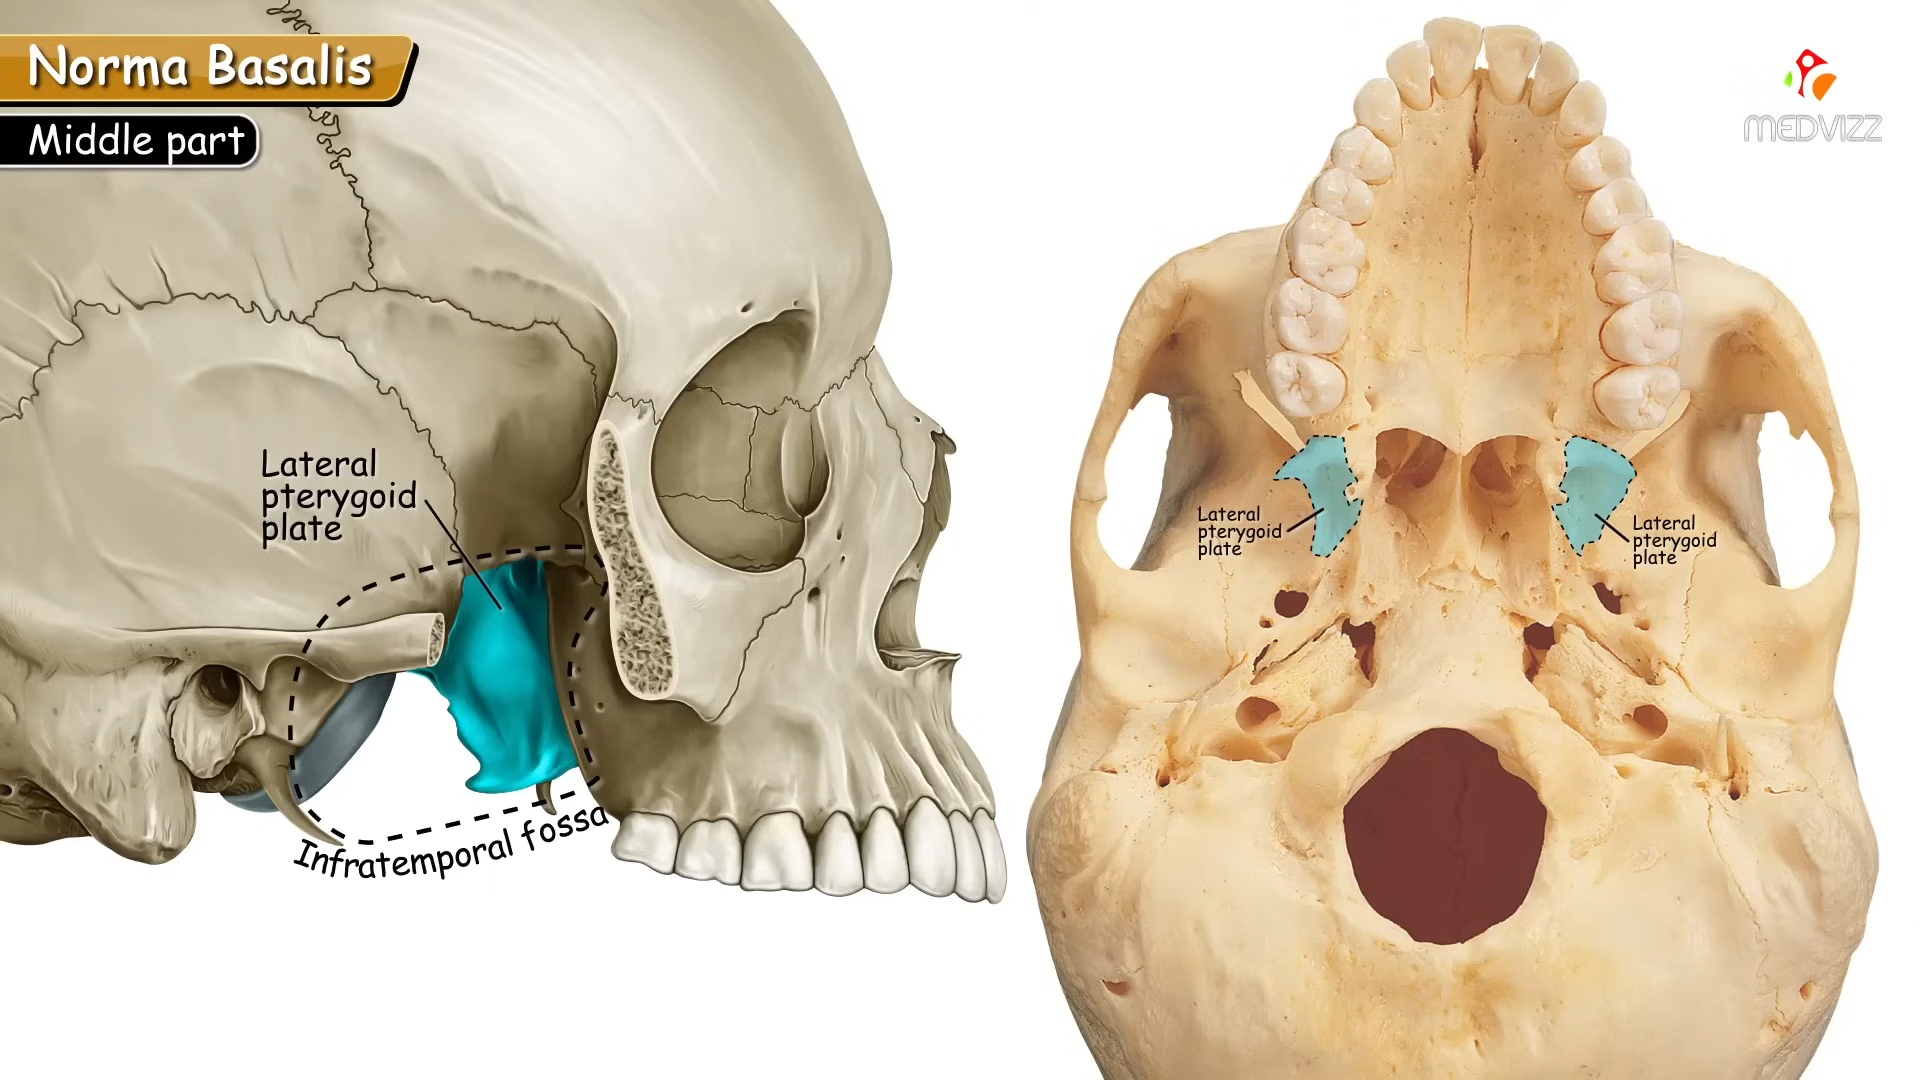 Norma Basalis
Middle part
MEDVIZZ
Lateral
pterygoid
plate
Infratemporal fossa
Lateral
pterygoid
plate
Lateral
pterygoid
plate